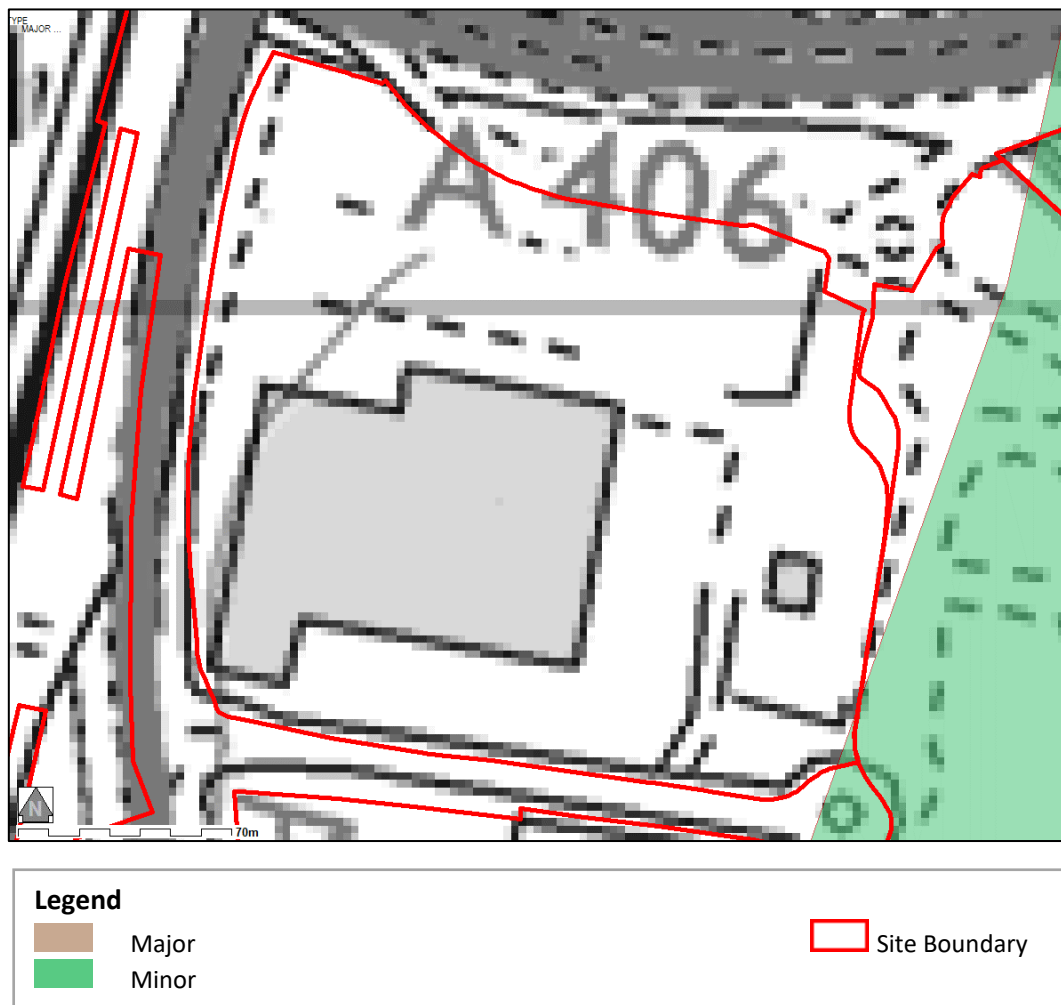 TYPE
MAJOR ...
A 406
N
70m
Legend
Major
Site Boundary
Minor